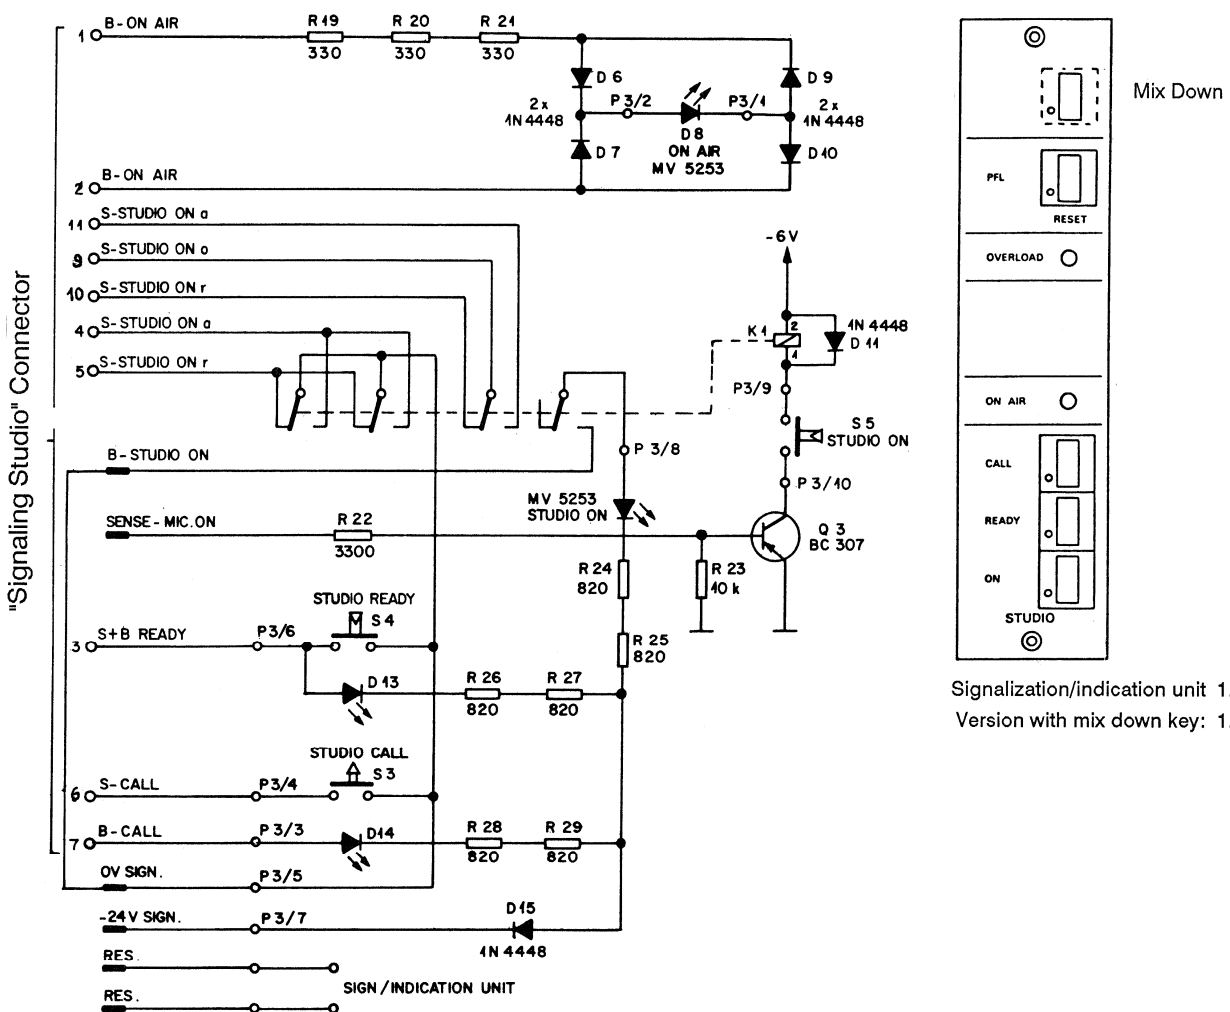 B-ON AIR
1
R 19
330
R 20
330
R 21
330
D 6
D 9
2x
1N 4448
P 3/2
P3/1
2x
1N 4448
D 8
ON AIR
MV 5253
D 7
D 10
2
B-ON AIR
11
S-STUDIO ON a
9
S-STUDIO ON o
10
S-STUDIO ON r
4
S-STUDIO ON a
5
S-STUDIO ON r
"Signaling Studio" Connector
-6V
K 1
2
1
1N 4448
D 11
P3/9
S 5
STUDIO ON
P 3/10
B-STUDIO ON
P 3/8
MV 5253
STUDIO ON
SENSE-MIC.ON
R 22
3300
Q 3
BC 307
R 24
820
R 23
10 k
STUDIO READY
S 4
3
S+B READY
P3/6
R 25
820
D 13
R 26
820
R 27
820
STUDIO CALL
S 3
6
S-CALL
P3/4
7
B-CALL
P 3/3
D14
R 28
820
R 29
820
0V SIGN.
P 3/5
-24V SIGN.
P 3/7
D15
1N 4448
RES.
SIGN/INDICATION UNIT
RES.
Mix Down
PFL
RESET
OVERLOAD
ON AIR
CALL
READY
ON
STUDIO
Signalization/indication unit 1.
Version with mix down key: 1.